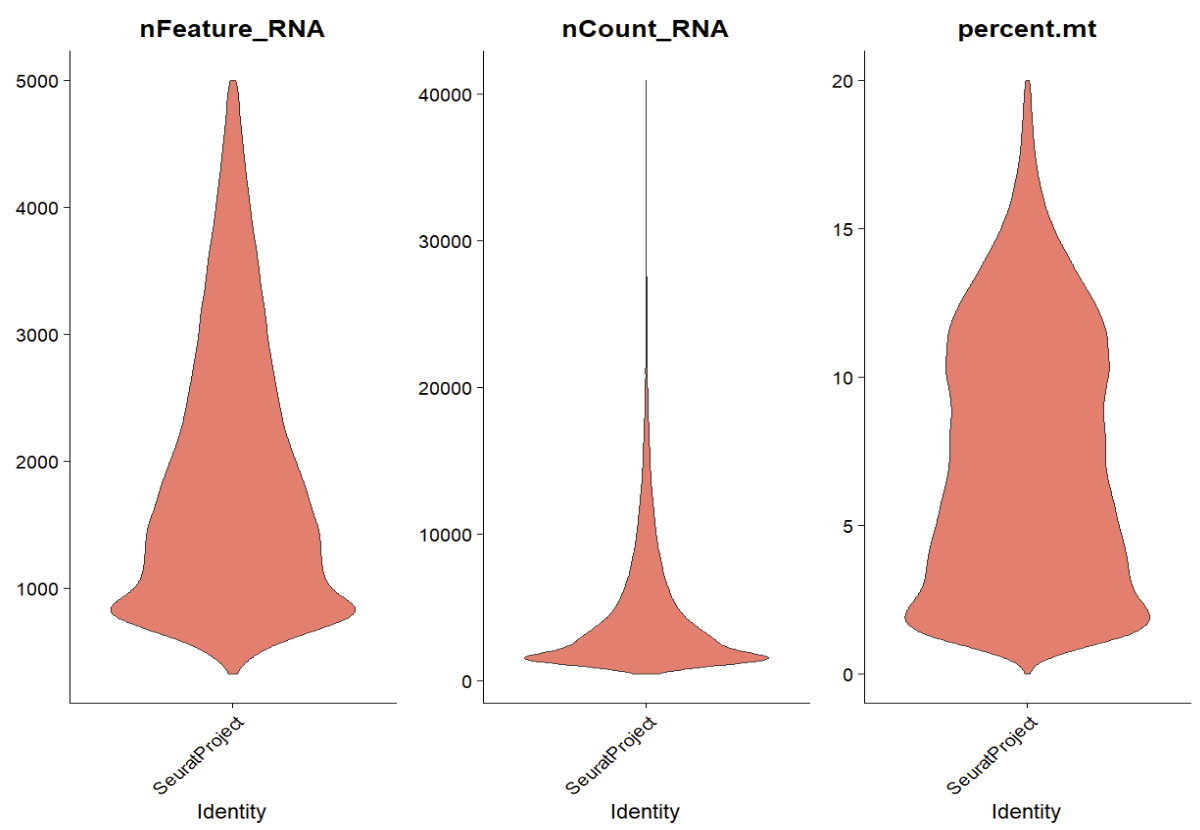 nFeature_RNA
5000
4000
3000
2000
1000
SeuratProject
Identity
nCount_RNA
40000
30000
20000
10000
0
SeuratProject
Identity
percent.mt
20
15
10
5
0
SeuratProject
Identity